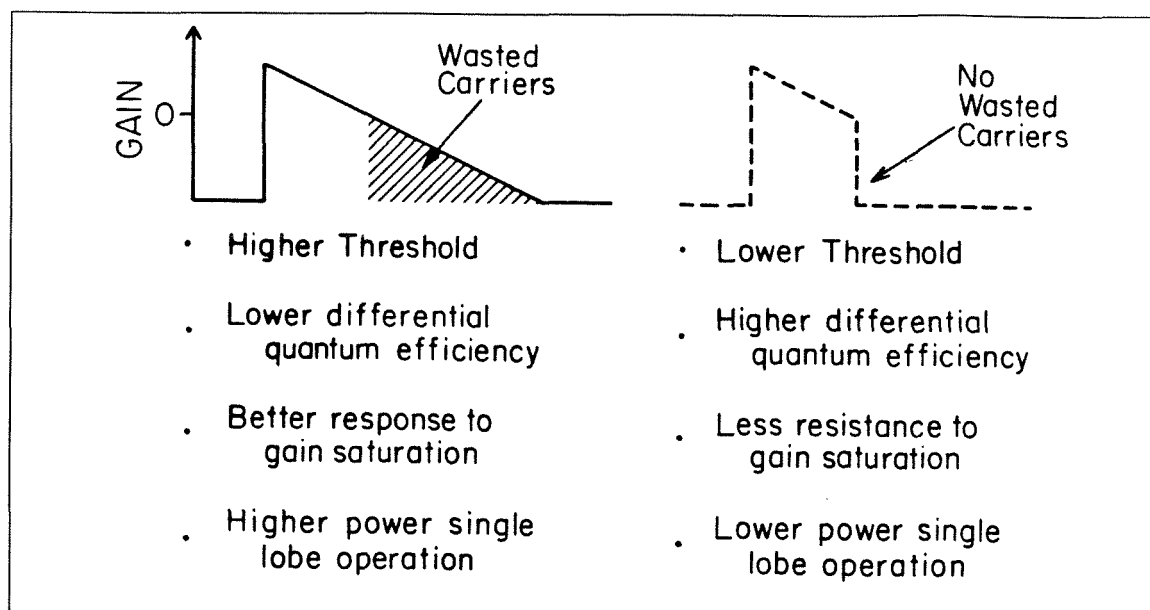 GAIN
0
Wasted
Carriers
No
Wasted
Carriers
· Higher Threshold
· Lower differential
quantum efficiency
· Better response to
gain saturation
· Higher power single
lobe operation
· Lower Threshold
· Higher differential
quantum efficiency
· Less resistance to
gain saturation
· Lower power single
lobe operation